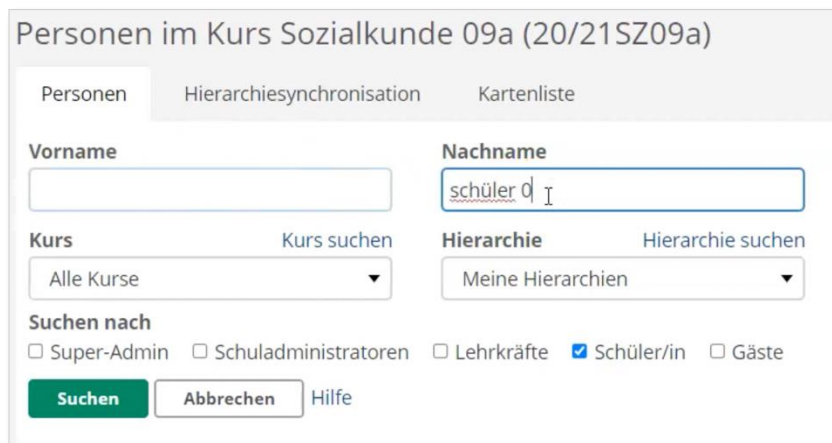 Personen im Kurs Sozialkunde 09a (20/21SZ09a)
Personen Hierarchiesynchronisation Kartenliste
Vorname Nachname
schüler 0
Kurs Kurs suchen Hierarchie Hierarchie suchen
Alle Kurse Meine Hierarchien
Suchen nach
Super-Admin Schuladministratoren Lehrkräfte Schüler/in Gäste
Suchen Abbrechen Hilfe